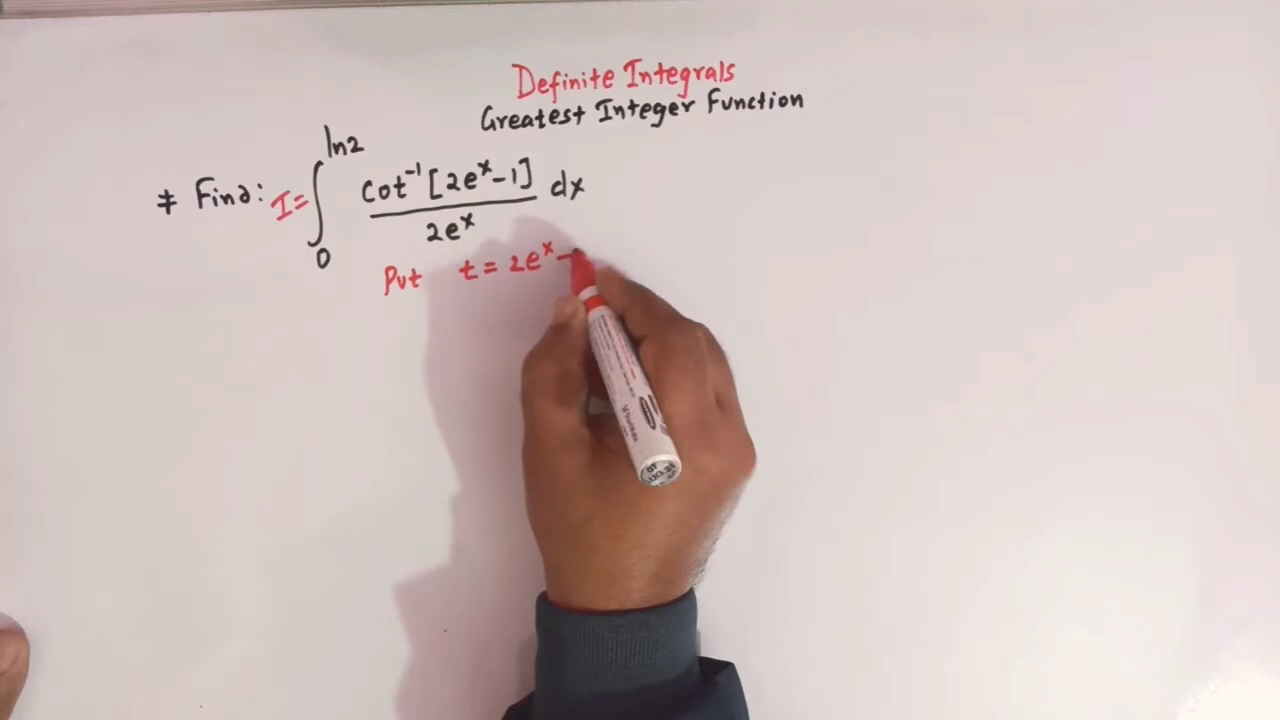 Definite Integrals
Greatest Integer Function
# Find: I = ∫₀^ln2 cot⁻¹[2eˣ-1] / 2eˣ dx
Put t = 2eˣ -